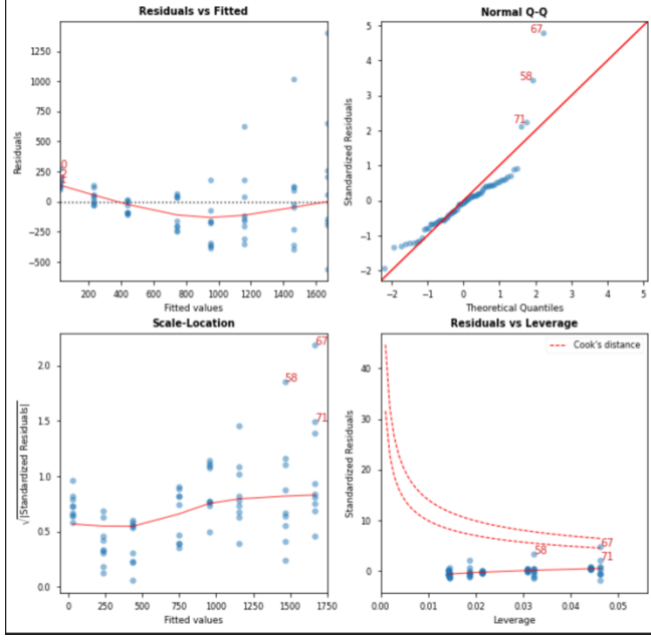 Residuals vs Fitted
1250
1000
750
500
250
0
−250
−500
Residuals
200 400 600 800 1000 1200 1400 1600
Fitted values
Normal Q-Q
67
58
71
5
4
3
2
1
0
−1
−2
Standardized Residuals
−2 −1 0 1 2 3 4 5
Theoretical Quantiles
Scale-Location
67
58
71
2.0
1.5
1.0
0.5
0.0
√|Standardized Residuals|
0 250 500 750 1000 1250 1500 1750
Fitted values
Residuals vs Leverage
Cook's distance
40
30
20
10
0
Standardized Residuals
58
67
71
0.00 0.01 0.02 0.03 0.04 0.05
Leverage